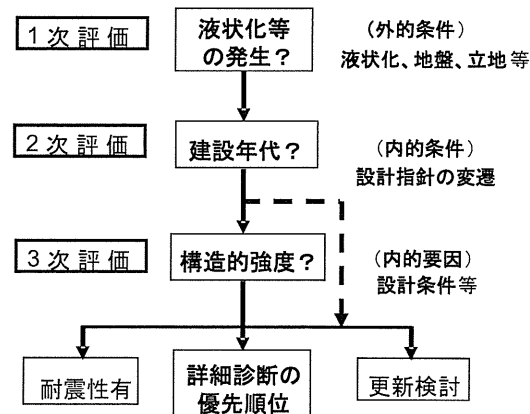 1次評価
液状化等
の発生？
（外的条件）
液状化、地盤、立地等
2次評価
建設年代？
（内的条件）
設計指針の変遷
3次評価
構造的強度？
（内的要因）
設計条件等
耐震性有
詳細診断の
優先順位
更新検討